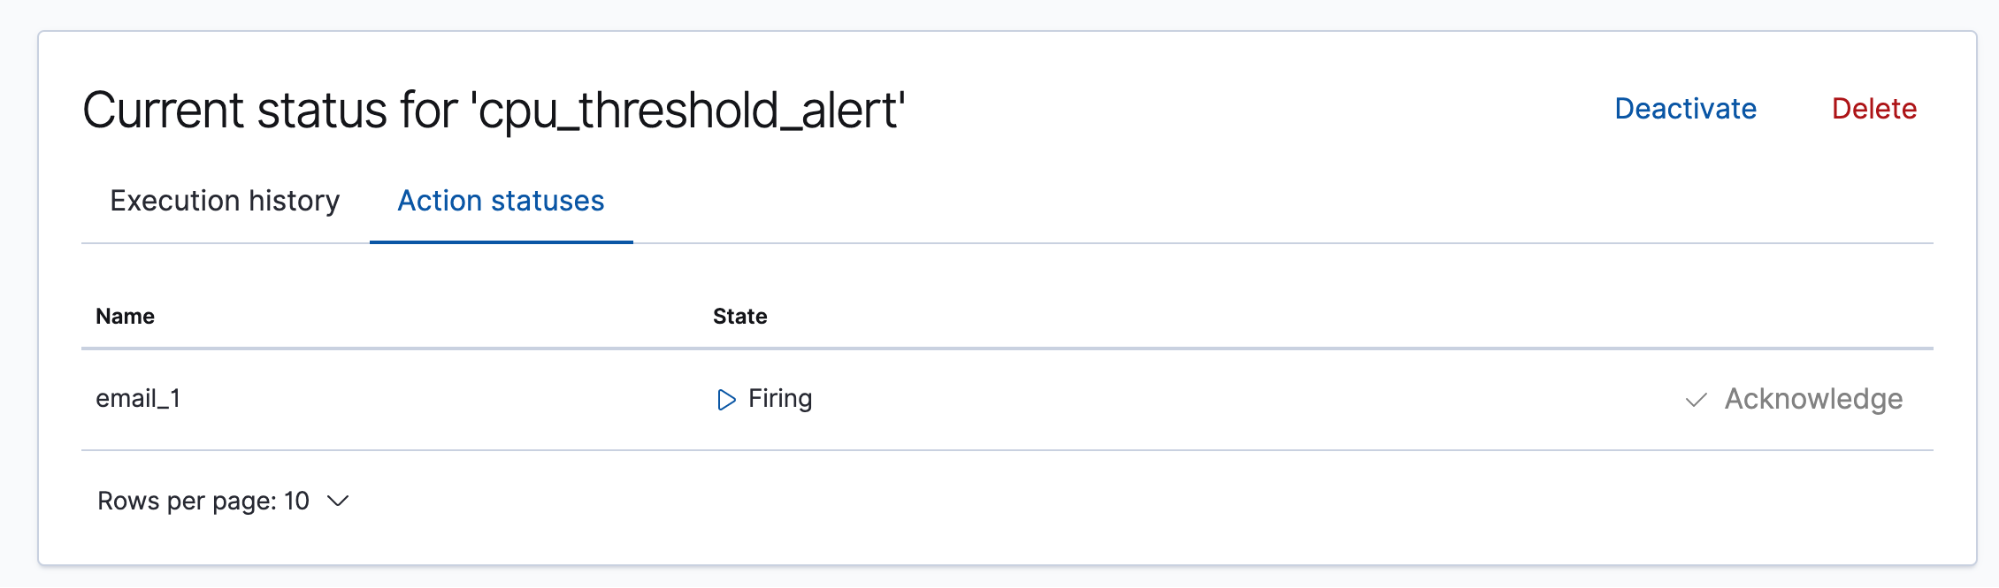 Current status for 'cpu_threshold_alert'
Deactivate
Delete
Execution history
Action statuses
Name
State
email_1
Firing
Acknowledge
Rows per page: 10